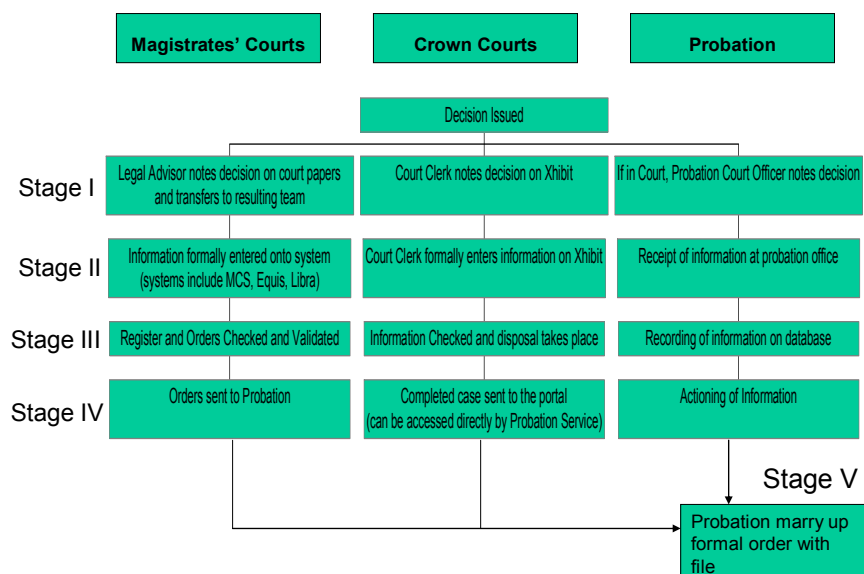 Magistrates' Courts
Crown Courts
Probation
Decision Issued
Stage I
Legal Advisor notes decision on court papers
and transfers to resulting team
Court Clerk notes decision on Xhibit
If in Court, Probation Court Officer notes decision
Stage II
Information formally entered onto system
(systems include MCS, Equis, Libra)
Court Clerk formally enters information on Xhibit
Receipt of information at probation office
Stage III
Register and Orders Checked and Validated
Information Checked and disposal takes place
Recording of information on database
Stage IV
Orders sent to Probation
Completed case sent to the portal
(can be accessed directly by Probation Service)
Actioning of Information
Stage V
Probation marry up
formal order with
file